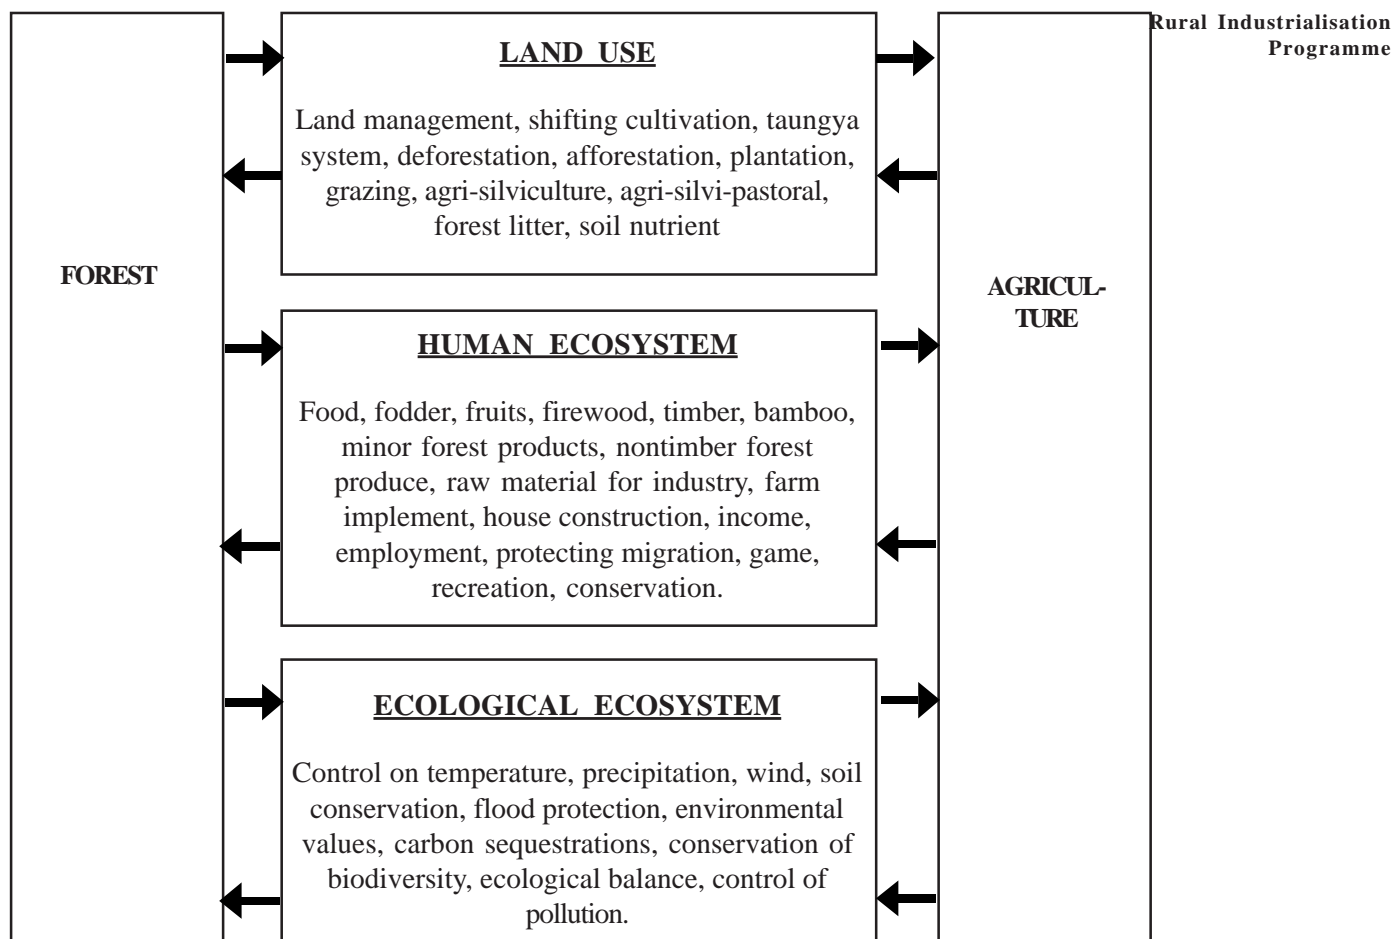 Rural Industrialisation
Programme
FOREST
LAND USE
Land management, shifting cultivation, taungya
system, deforestation, afforestation, plantation,
grazing, agri-silviculture, agri-silvi-pastoral,
forest litter, soil nutrient
HUMAN ECOSYSTEM
Food, fodder, fruits, firewood, timber, bamboo,
minor forest products, nontimber forest
produce, raw material for industry, farm
implement, house construction, income,
employment, protecting migration, game,
recreation, conservation.
ECOLOGICAL ECOSYSTEM
Control on temperature, precipitation, wind, soil
conservation, flood protection, environmental
values, carbon sequestrations, conservation of
biodiversity, ecological balance, control of
pollution.
AGRICUL-
TURE